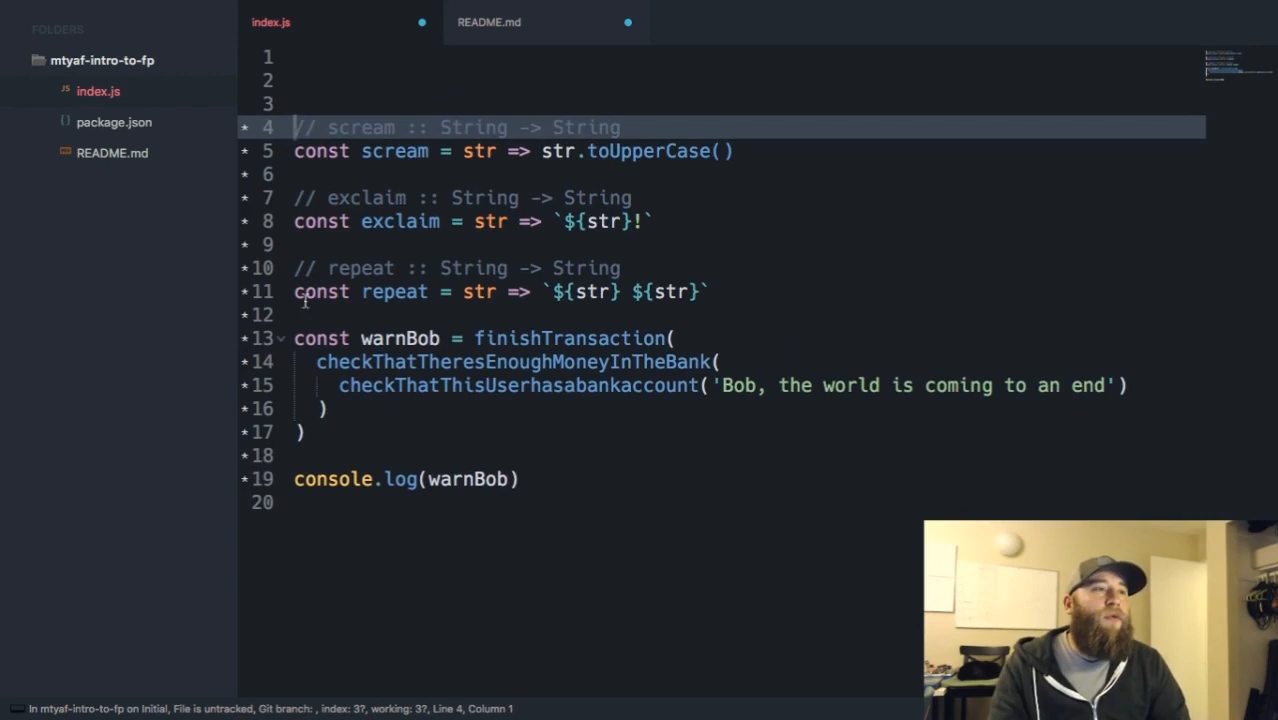 FOLDERS
mtyaf-intro-to-fp
JS index.js
{} package.json
README.md
index.js
README.md
1
2
3
* 4 // scream :: String -> String
* 5 const scream = str => str.toUpperCase()
* 6
* 7 // exclaim :: String -> String
* 8 const exclaim = str => `${str}!`
* 9
* 10 // repeat :: String -> String
* 11 const repeat = str => `${str} ${str}`
* 12
* 13 const warnBob = finishTransaction(
* 14 checkThatTheresEnoughMoneyInTheBank(
* 15 checkThatThisUserhasabankaccount('Bob, the world is coming to an end')
* 16 )
* 17 )
* 18
* 19 console.log(warnBob)
20
In mtyaf-intro-to-fp on Initial, File is untracked, Git branch: , index: 3?, working: 3?, Line 4, Column 1